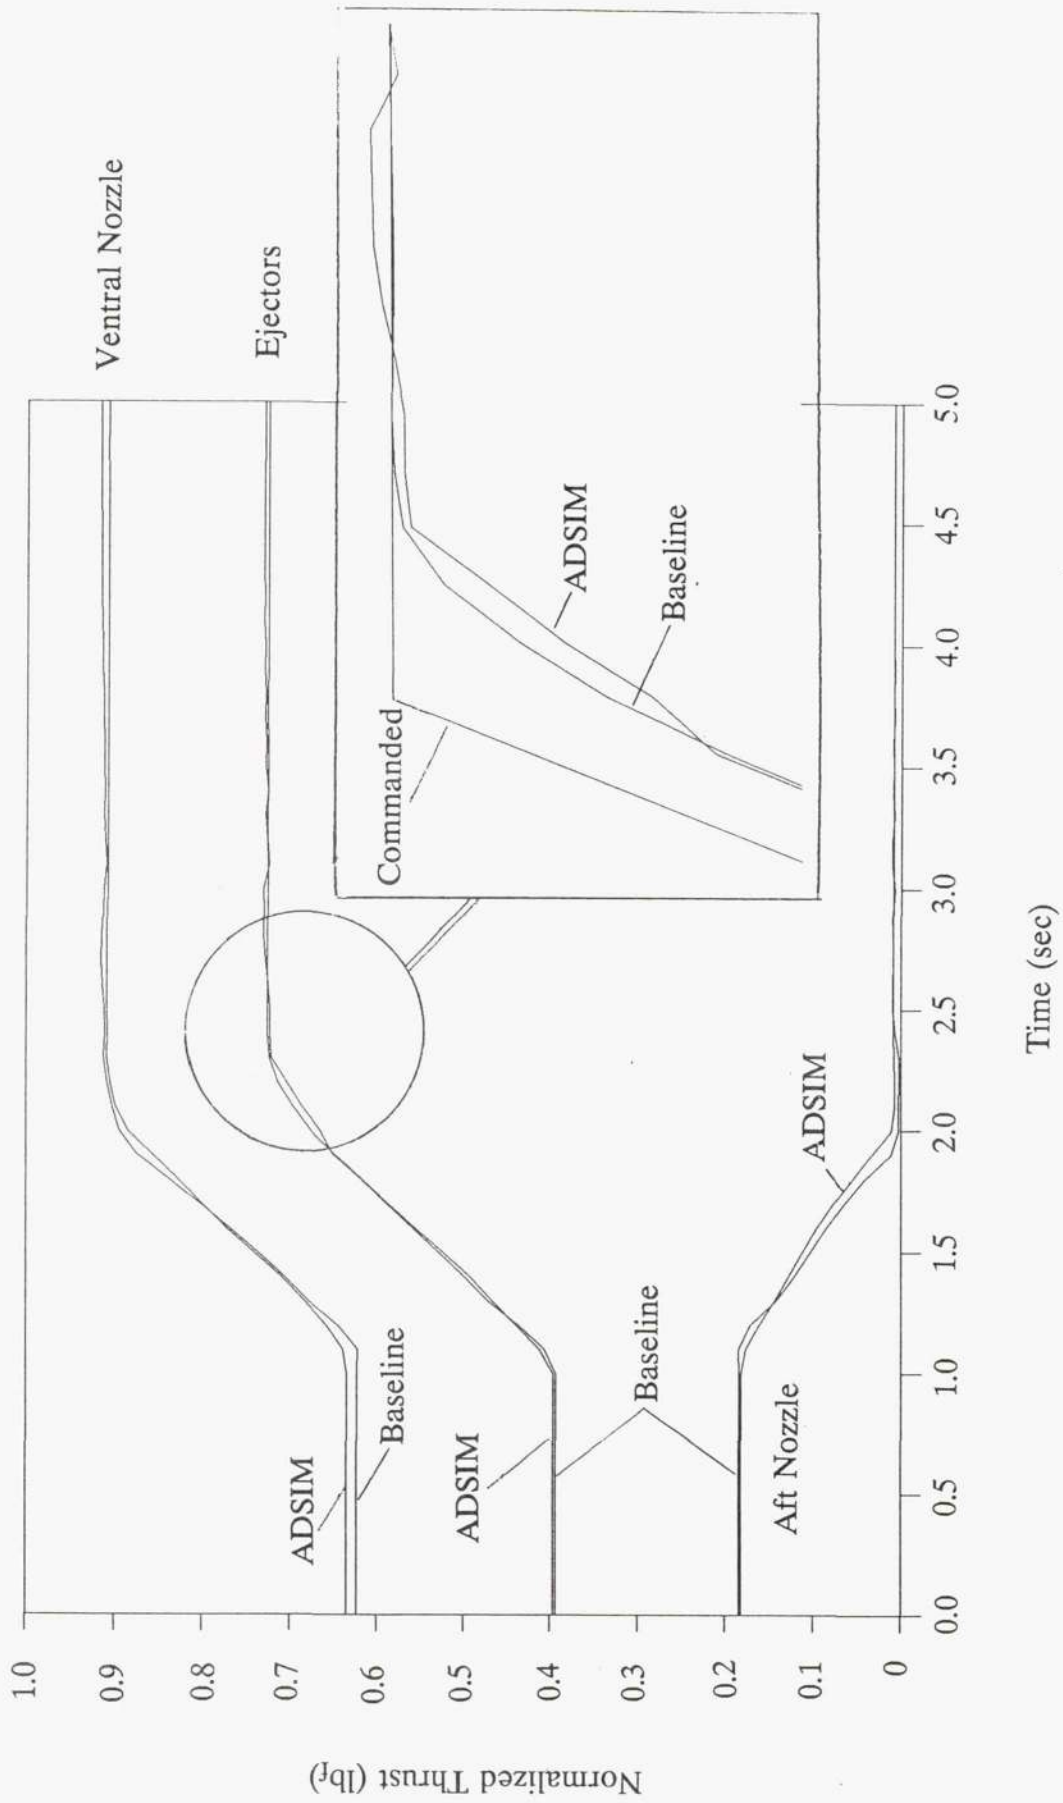 Normalized Thrust (lbf)
1.0
0.9
0.8
0.7
0.6
0.5
0.4
0.3
0.2
0.1
0
Ventral Nozzle
Ejectors
ADSIM
Baseline
ADSIM
Baseline
Aft Nozzle
ADSIM
Commanded
ADSIM
Baseline
0.0
0.5
1.0
1.5
2.0
2.5
3.0
3.5
4.0
4.5
5.0
Time (sec)